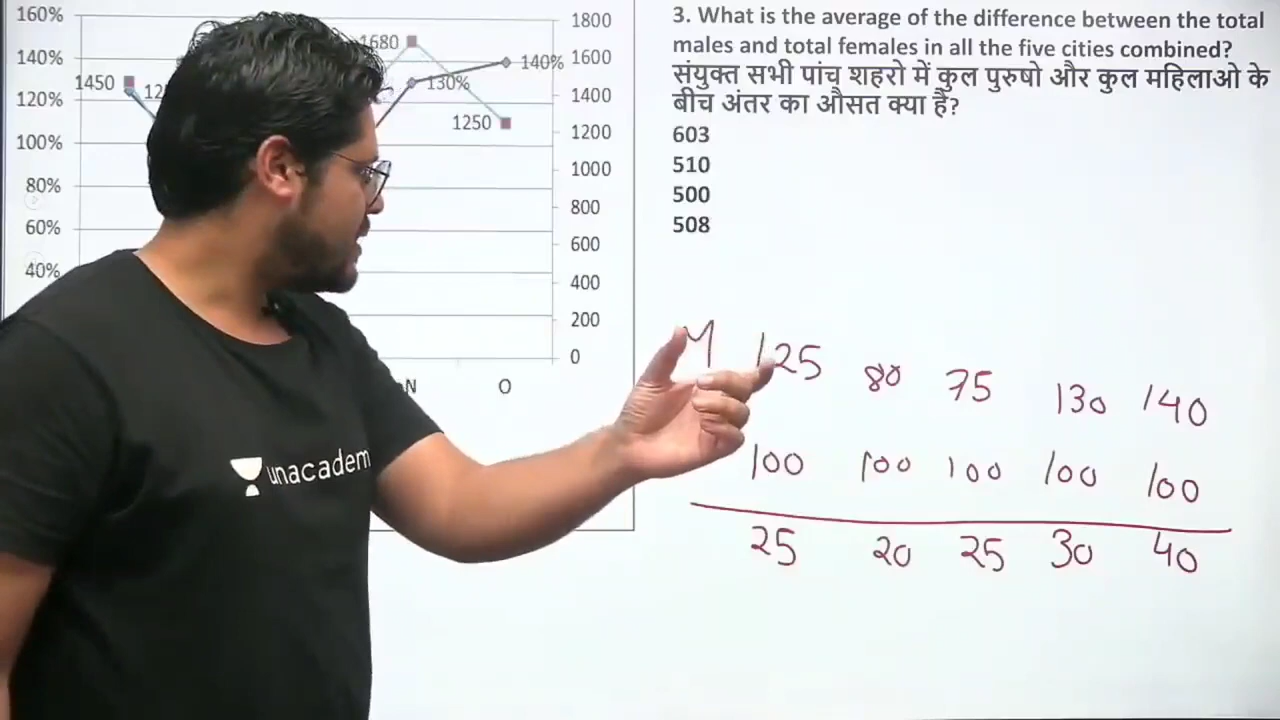 3. What is the average of the difference between the total
males and total females in all the five cities combined?
संयुक्त सभी पांच शहरो में कुल पुरुषो और कुल महिलाओ के
बीच अंतर का औसत क्या है?
603
510
500
508
160%
140%
120%
100%
80%
60%
40%
1450
1680
130%
140%
1250
1800
1600
1400
1200
1000
800
600
400
200
0
N
O
M 125 80 75 130 140
100 100 100 100 100
25 20 25 30 40
unacadem